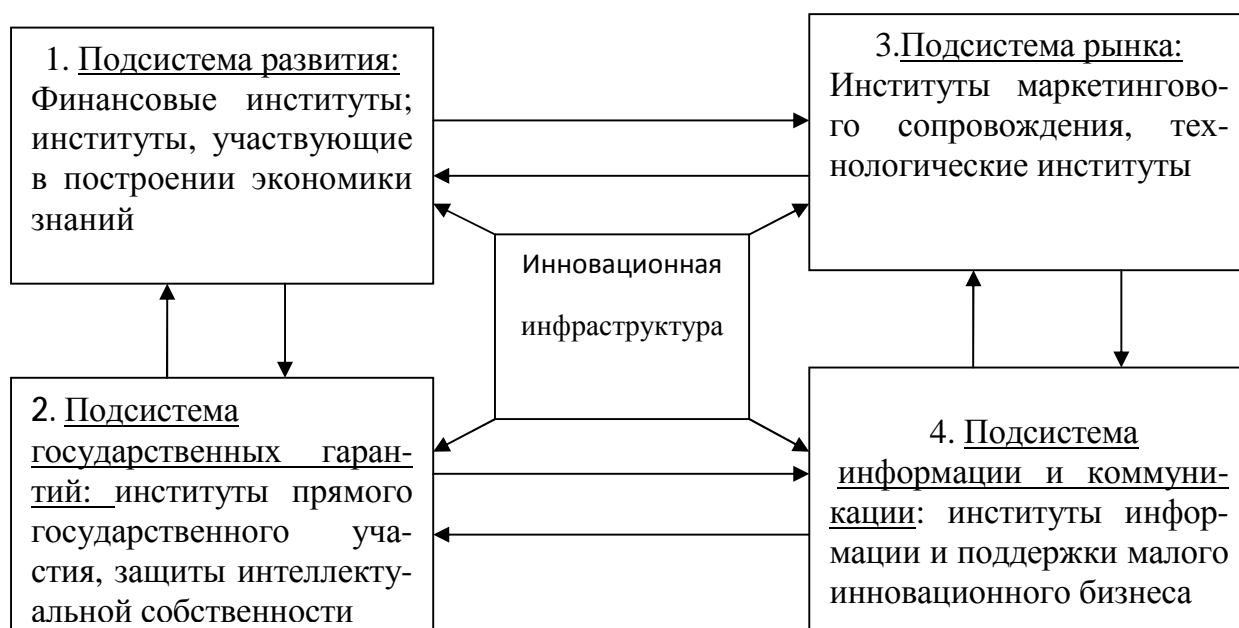 1. Подсистема развития:
Финансовые институты;
институты, участвующие
в построении экономики
знаний
3.Подсистема рынка:
Институты маркетингово-
го сопровождения, тех-
нологические институты
Инновационная
инфраструктура
2. Подсистема
государственных гаран-
тий: институты прямого
государственного уча-
стия, защиты интеллекту-
альной собственности
4. Подсистема
информации и коммуни-
кации: институты инфор-
мации и поддержки малого
инновационного бизнеса